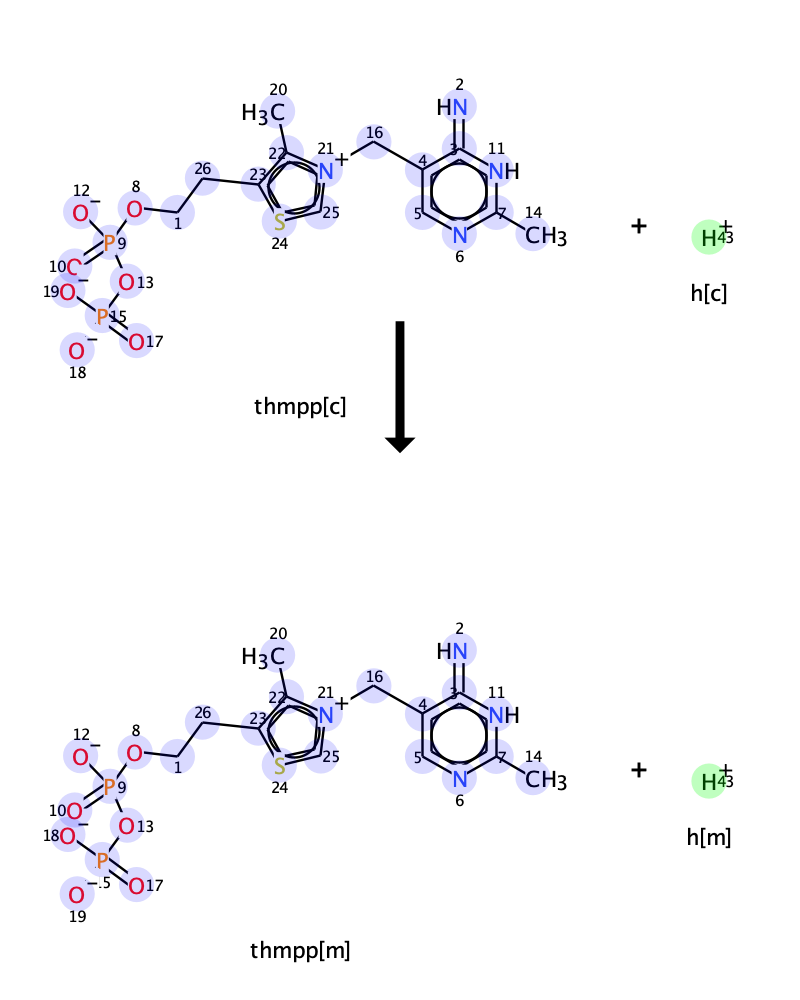 20
H₃C
2
HN
16
21
N +
22
3
11
NH
4
26
23
12
O −
8
O
1
25
5
7
14
CH3
S
24
N
6
P 9
10 C
19 O −
O 13
P 15
O 17
O −
18
+
H 43 +
h[c]
thmpp[c]
20
H₃C
2
HN
16
21
N +
22
3
11
NH
4
26
23
12
O −
8
O
1
25
5
7
14
CH3
S
24
N
6
P 9
10 O
18 O −
O 13
P .5
O 17
O −
19
+
H 43 +
h[m]
thmpp[m]